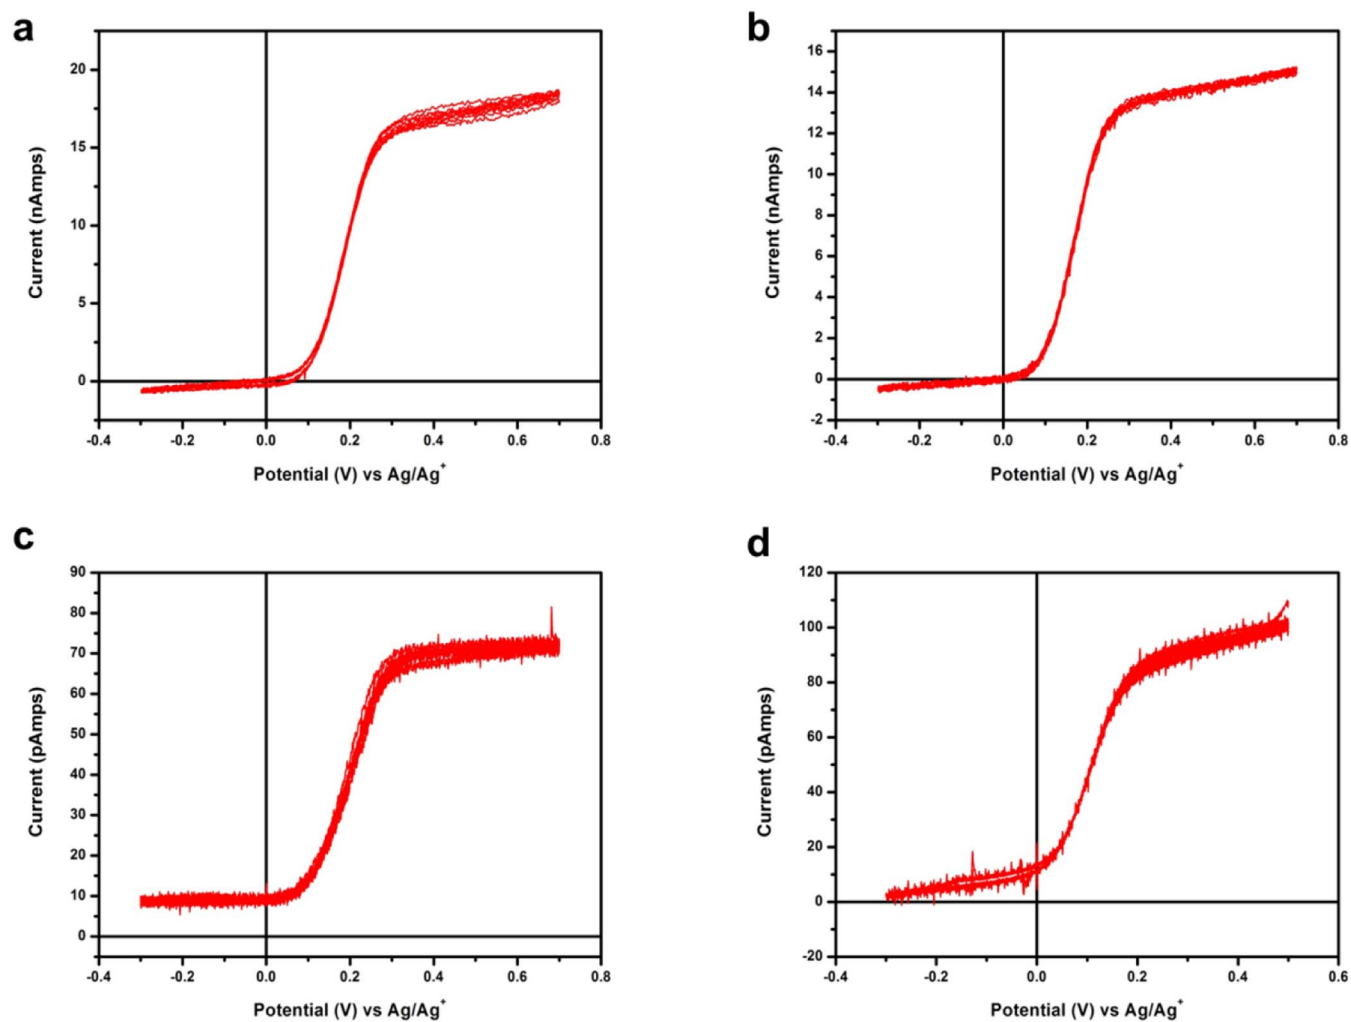 a
20
15
10
5
0
-0.4 -0.2 0.0 0.2 0.4 0.6 0.8
Current (nAmps)
Potential (V) vs Ag/Ag+
b
16
14
12
10
8
6
4
2
0
-2
-0.4 -0.2 0.0 0.2 0.4 0.6 0.8
Current (nAmps)
Potential (V) vs Ag/Ag+
c
90
80
70
60
50
40
30
20
10
0
-0.4 -0.2 0.0 0.2 0.4 0.6 0.8
Current (pAmps)
Potential (V) vs Ag/Ag+
d
120
100
80
60
40
20
0
-20
-0.4 -0.2 0.0 0.2 0.4 0.6
Current (pAmps)
Potential (V) vs Ag/Ag+